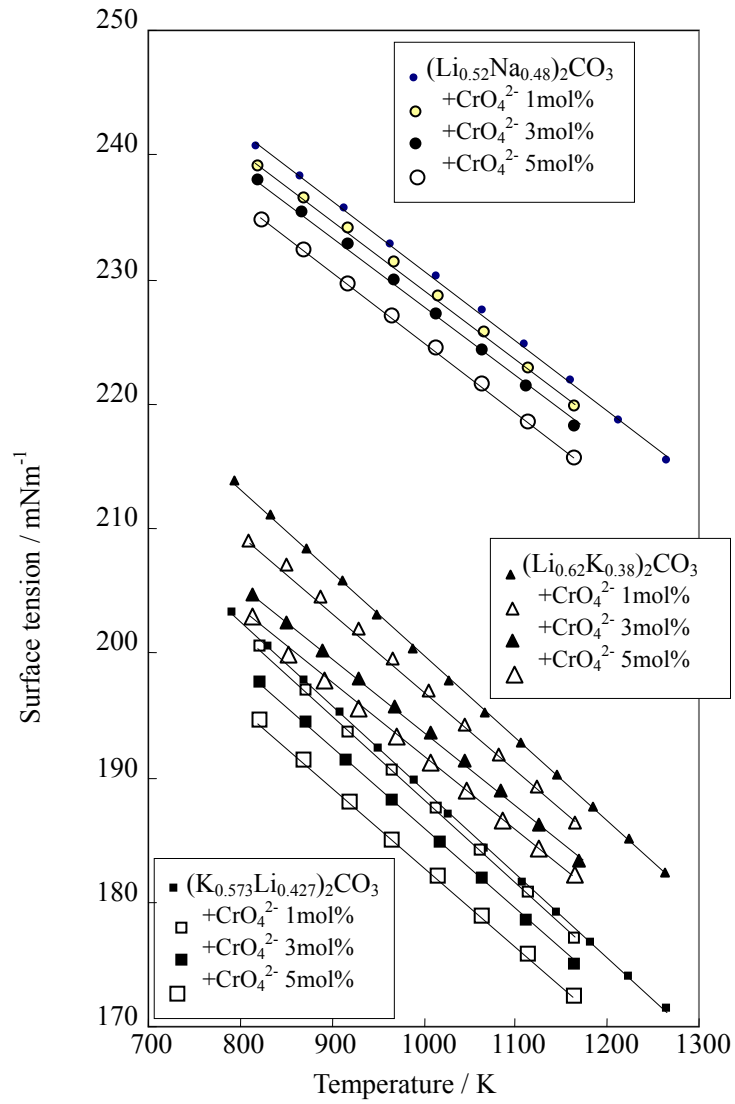 250
240
230
220
210
200
190
180
170
700
800
900
1000
1100
1200
1300
Surface tension / mNm⁻¹
Temperature / K
(Li₀.₅₂Na₀.₄₈)₂CO₃
+CrO₄²⁻ 1mol%
+CrO₄²⁻ 3mol%
+CrO₄²⁻ 5mol%
(Li₀.₆₂K₀.₃₈)₂CO₃
+CrO₄²⁻ 1mol%
+CrO₄²⁻ 3mol%
+CrO₄²⁻ 5mol%
(K₀.₅₇₃Li₀.₄₂₇)₂CO₃
+CrO₄²⁻ 1mol%
+CrO₄²⁻ 3mol%
+CrO₄²⁻ 5mol%